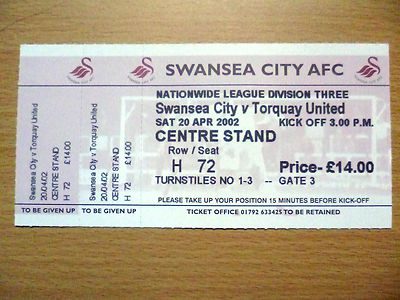 SWANSEA CITY AFC
NATIONWIDE LEAGUE DIVISION THREE
Swansea City v Torquay United
SAT 20 APR 2002 KICK OFF 3.00 P.M.
CENTRE STAND
Row / Seat
H 72 Price- £14.00
TURNSTILES NO 1-3 -- GATE 3
PLEASE TAKE UP YOUR POSITION 15 MINUTES BEFORE KICK-OFF
TICKET OFFICE 01792 633425 TO BE RETAINED
Swansea City v Torquay United
20.04.02 £14.00
CENTRE STAND
H 72
TO BE GIVEN UP
Swansea City v Torquay United
20.04.02 £14.00
CENTRE STAND
H 72
TO BE GIVEN UP